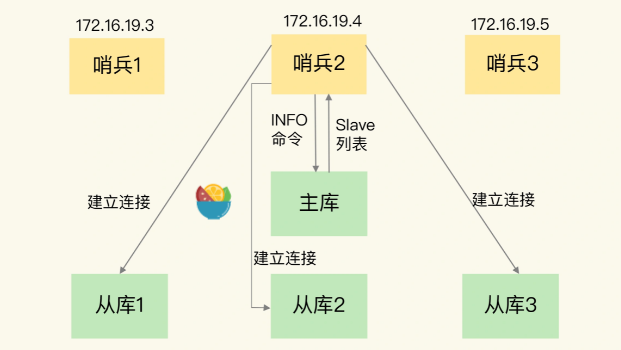 172.16.19.3
172.16.19.4
172.16.19.5
哨兵1
哨兵2
哨兵3
INFO
命令
Slave
列表
建立连接
主库
建立连接
建立连接
从库1
从库2
从库3